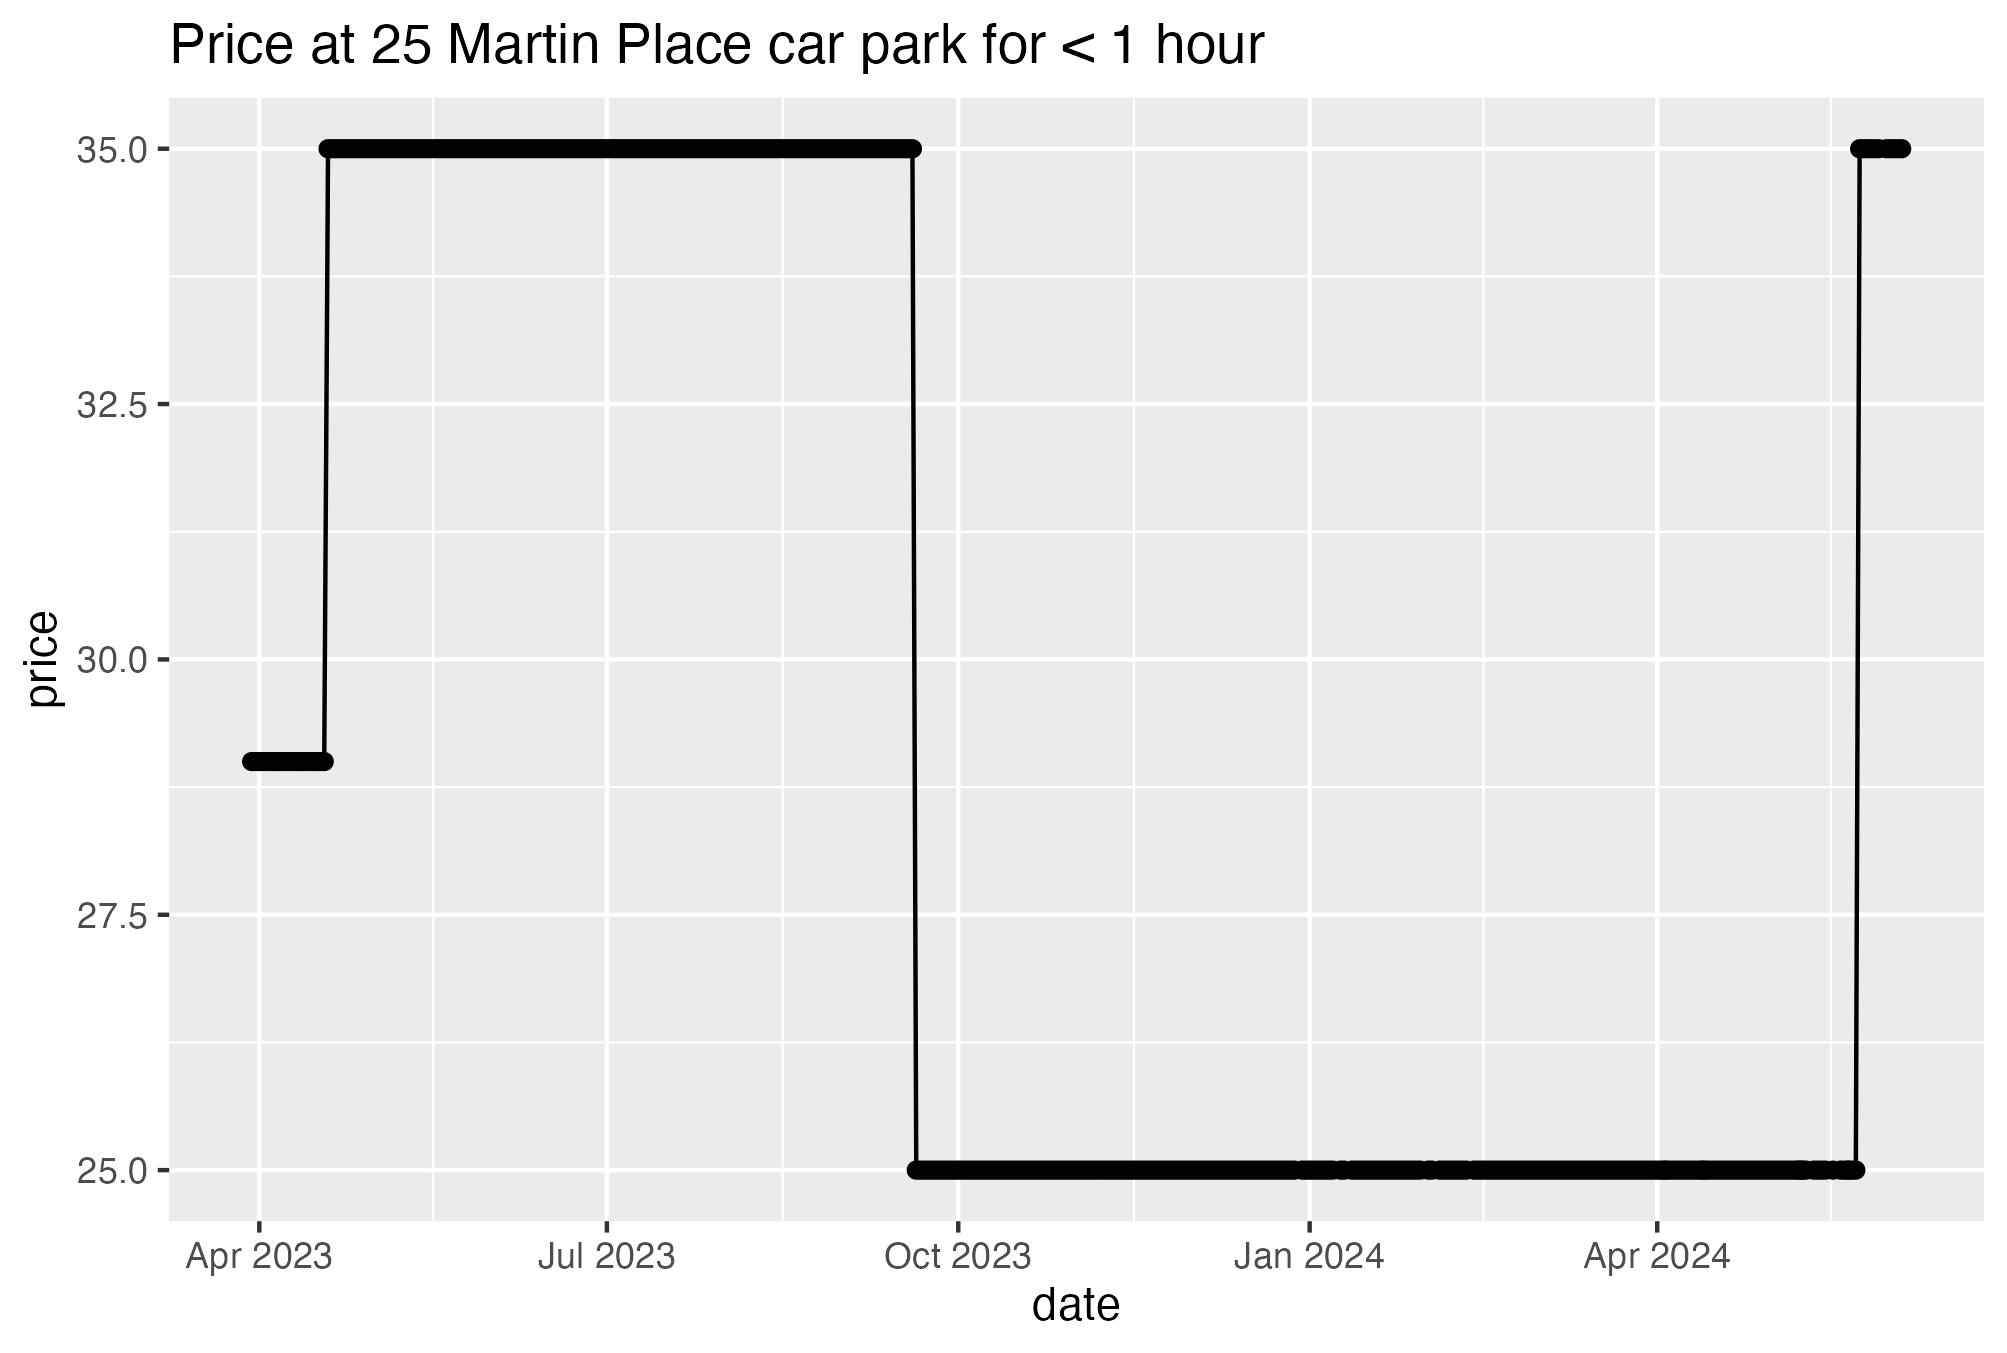 Price at 25 Martin Place car park for < 1 hour
35.0
32.5
30.0
27.5
25.0
price
Apr 2023
Jul 2023
Oct 2023
Jan 2024
Apr 2024
date